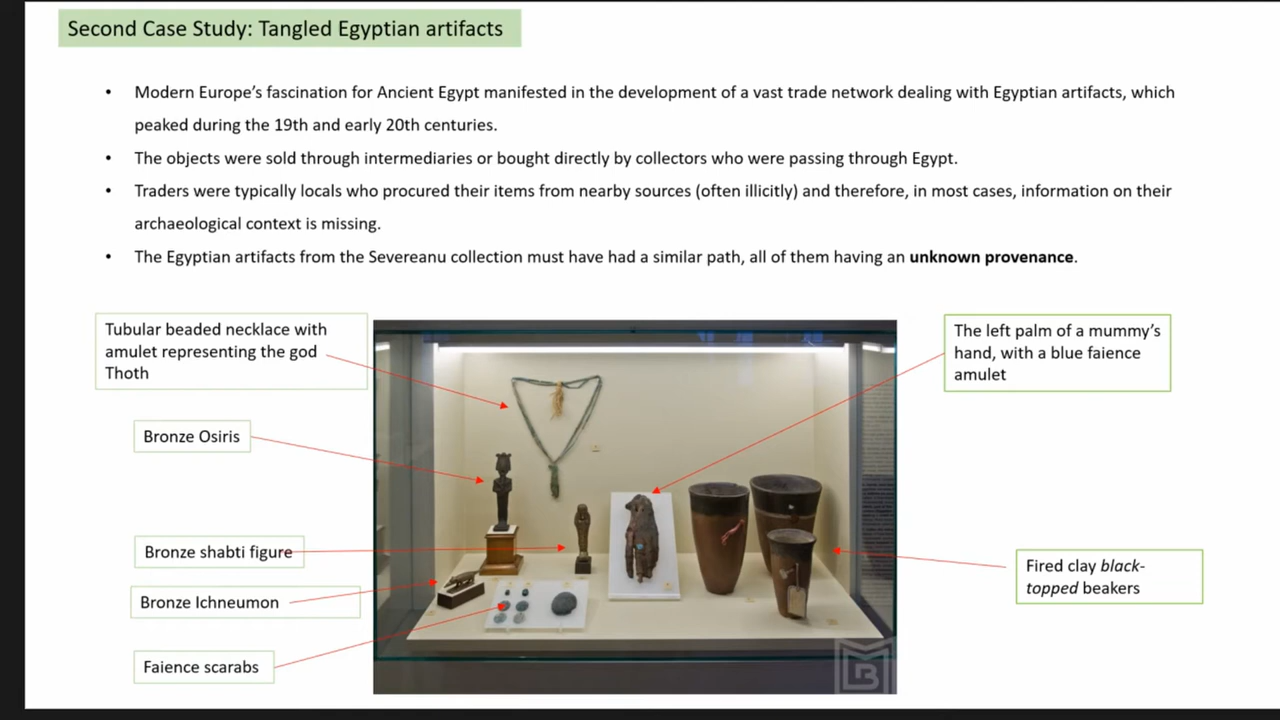 Second Case Study: Tangled Egyptian artifacts
• Modern Europe’s fascination for Ancient Egypt manifested in the development of a vast trade network dealing with Egyptian artifacts, which
peaked during the 19th and early 20th centuries.
• The objects were sold through intermediaries or bought directly by collectors who were passing through Egypt.
• Traders were typically locals who procured their items from nearby sources (often illicitly) and therefore, in most cases, information on their
archaeological context is missing.
• The Egyptian artifacts from the Severeanu collection must have had a similar path, all of them having an unknown provenance.
Tubular beaded necklace with
amulet representing the god
Thoth
Bronze Osiris
Bronze shabti figure
Bronze Ichneumon
Faience scarabs
The left palm of a mummy’s
hand, with a blue faience
amulet
Fired clay black-
topped beakers